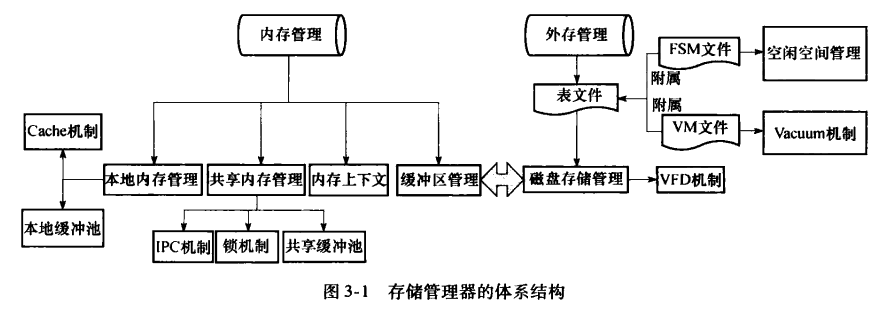 内存管理
外存管理
FSM文件
空闲空间管理
附属
表文件
附属
Cache机制
VM文件
Vacuum机制
本地内存管理
共享内存管理
内存上下文
缓冲区管理
磁盘存储管理
VFD机制
本地缓冲池
IPC机制
锁机制
共享缓冲池
图 3-1 存储管理器的体系结构